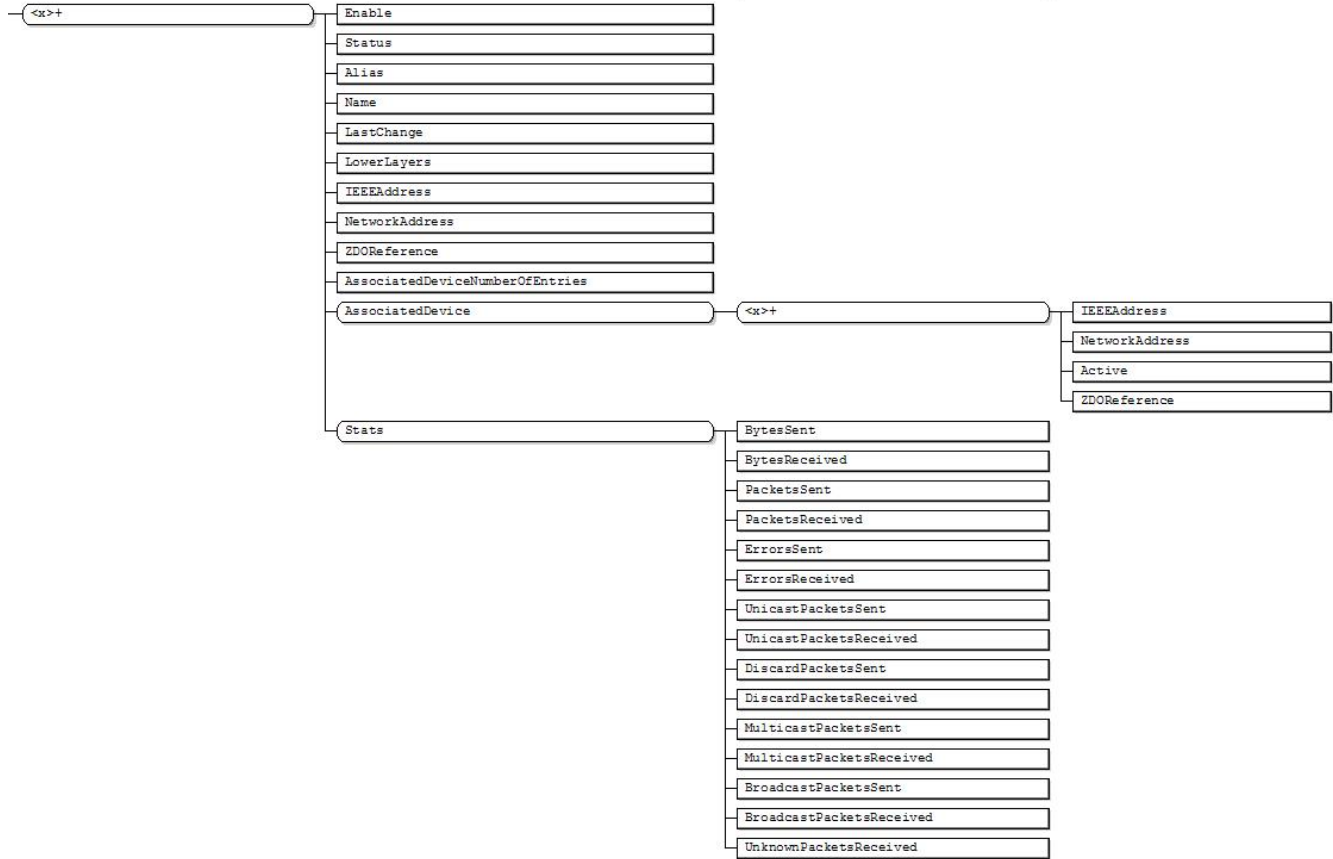 <x>+
Enable
Status
Alias
Name
LastChange
LowerLayers
IEEEAddress
NetworkAddress
ZDOReference
AssociatedDeviceNumberOfEntries
AssociatedDevice
<x>+
IEEEAddress
NetworkAddress
Active
ZDOReference
Stats
BytesSent
BytesReceived
PacketsSent
PacketsReceived
ErrorsSent
ErrorsReceived
UnicastPacketsSent
UnicastPacketsReceived
DiscardPacketsSent
DiscardPacketsReceived
MulticastPacketsSent
MulticastPacketsReceived
BroadcastPacketsSent
BroadcastPacketsReceived
UnknownPacketsReceived